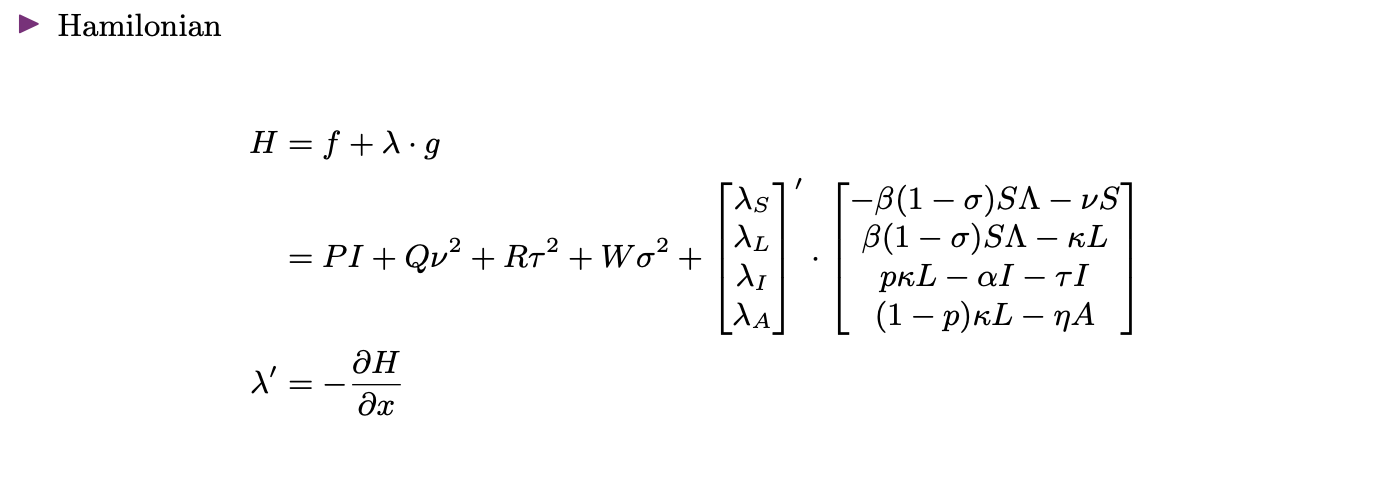 ▶ Hamilonian
H = f + λ · g
= PI + Qν² + Rτ² + Wσ² + [λ_S λ_L λ_I λ_A]′ · [−β(1 − σ)SΛ − νS
β(1 − σ)SΛ − κL
pκL − αI − τI
(1 − p)κL − ηA]
λ′ = −∂H/∂x